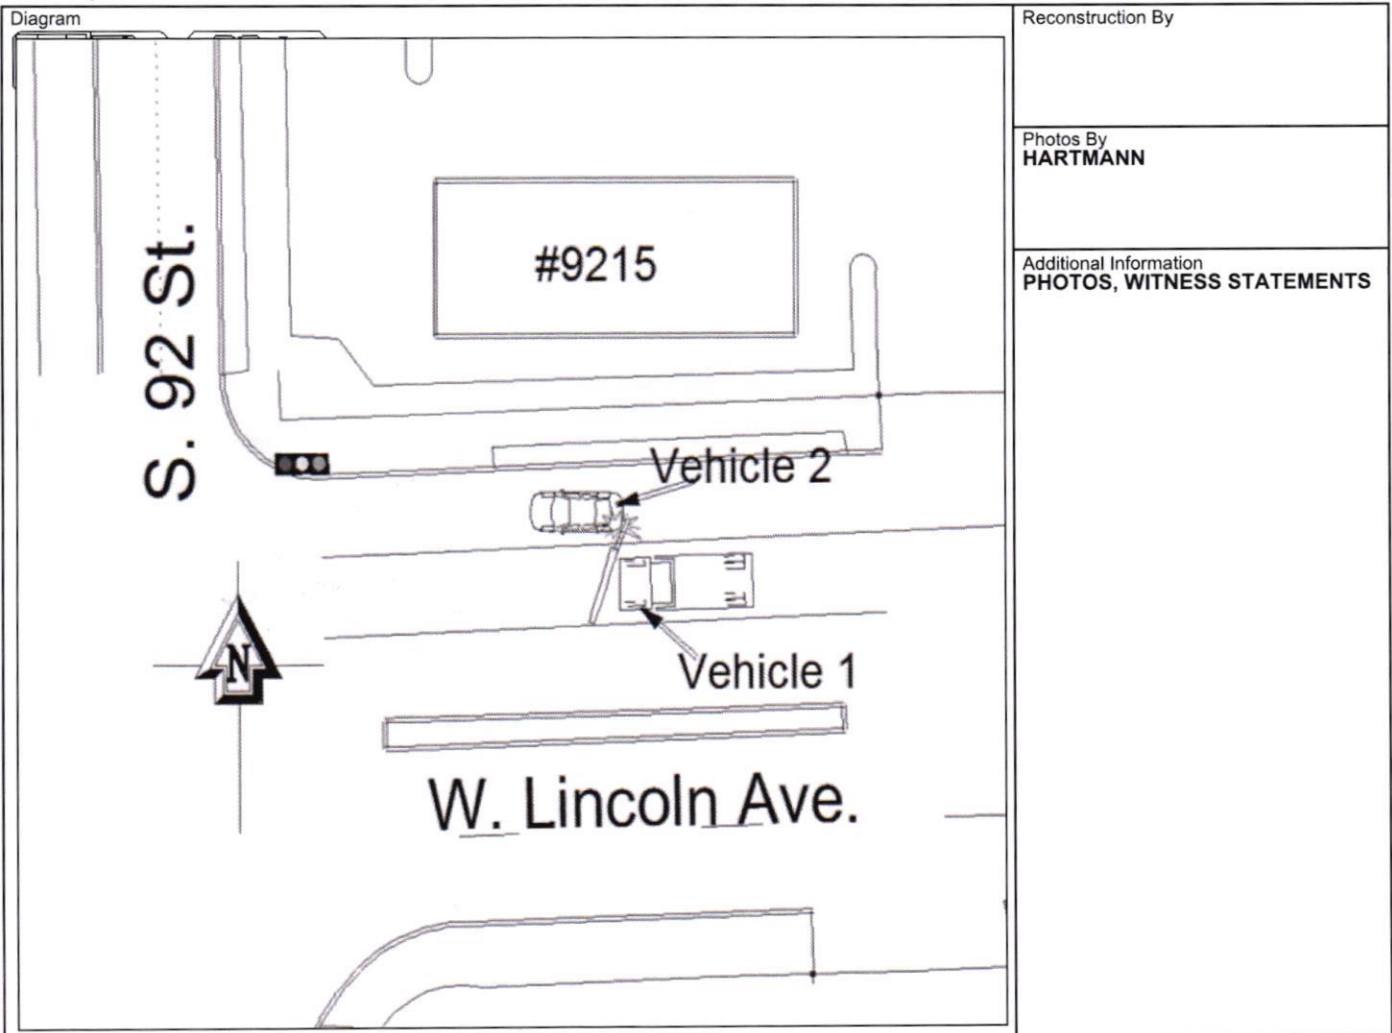 Diagram
Reconstruction By
Photos By
HARTMANN
Additional Information
PHOTOS, WITNESS STATEMENTS
S. 92 St.
#9215
Vehicle 2
Vehicle 1
N
W. Lincoln Ave.